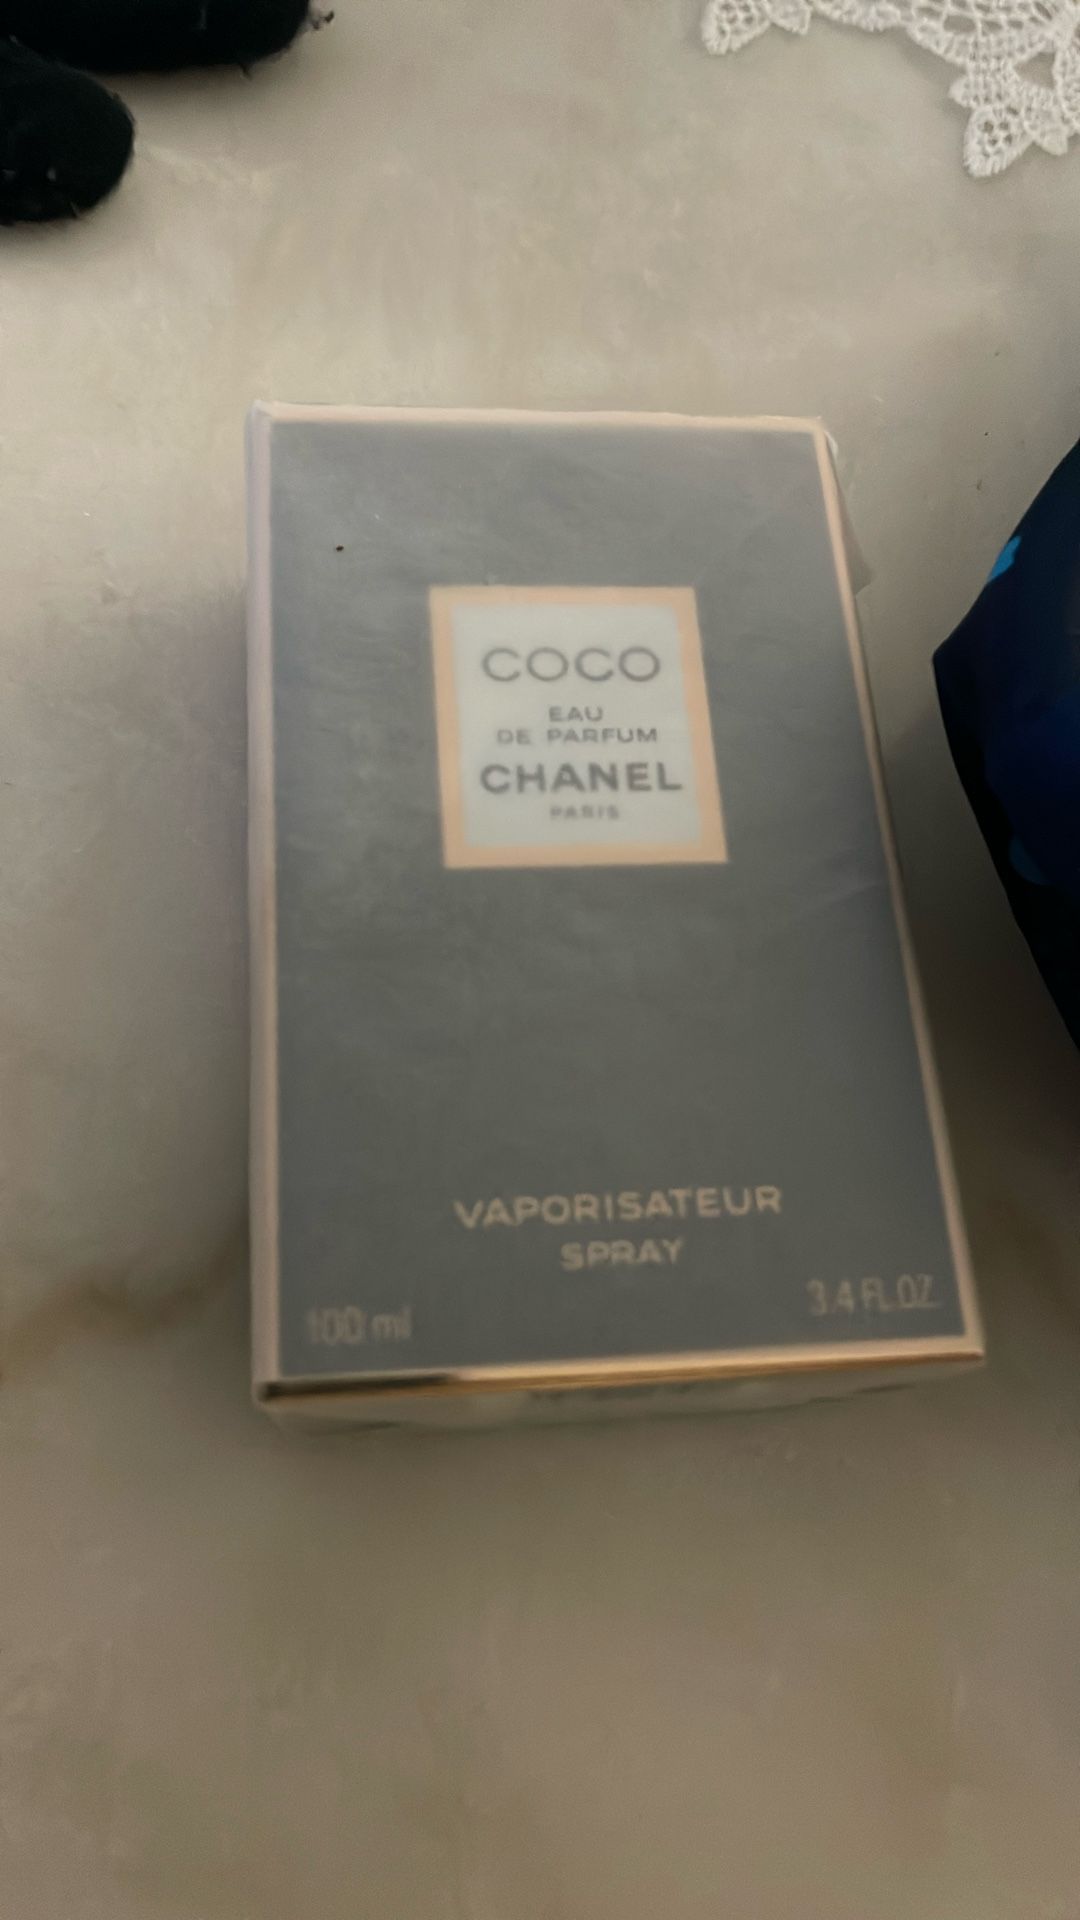 COCO
EAU
DE PARFUM
CHANEL
PARIS
VAPORISATEUR
SPRAY
100 ml
3.4 FL.OZ